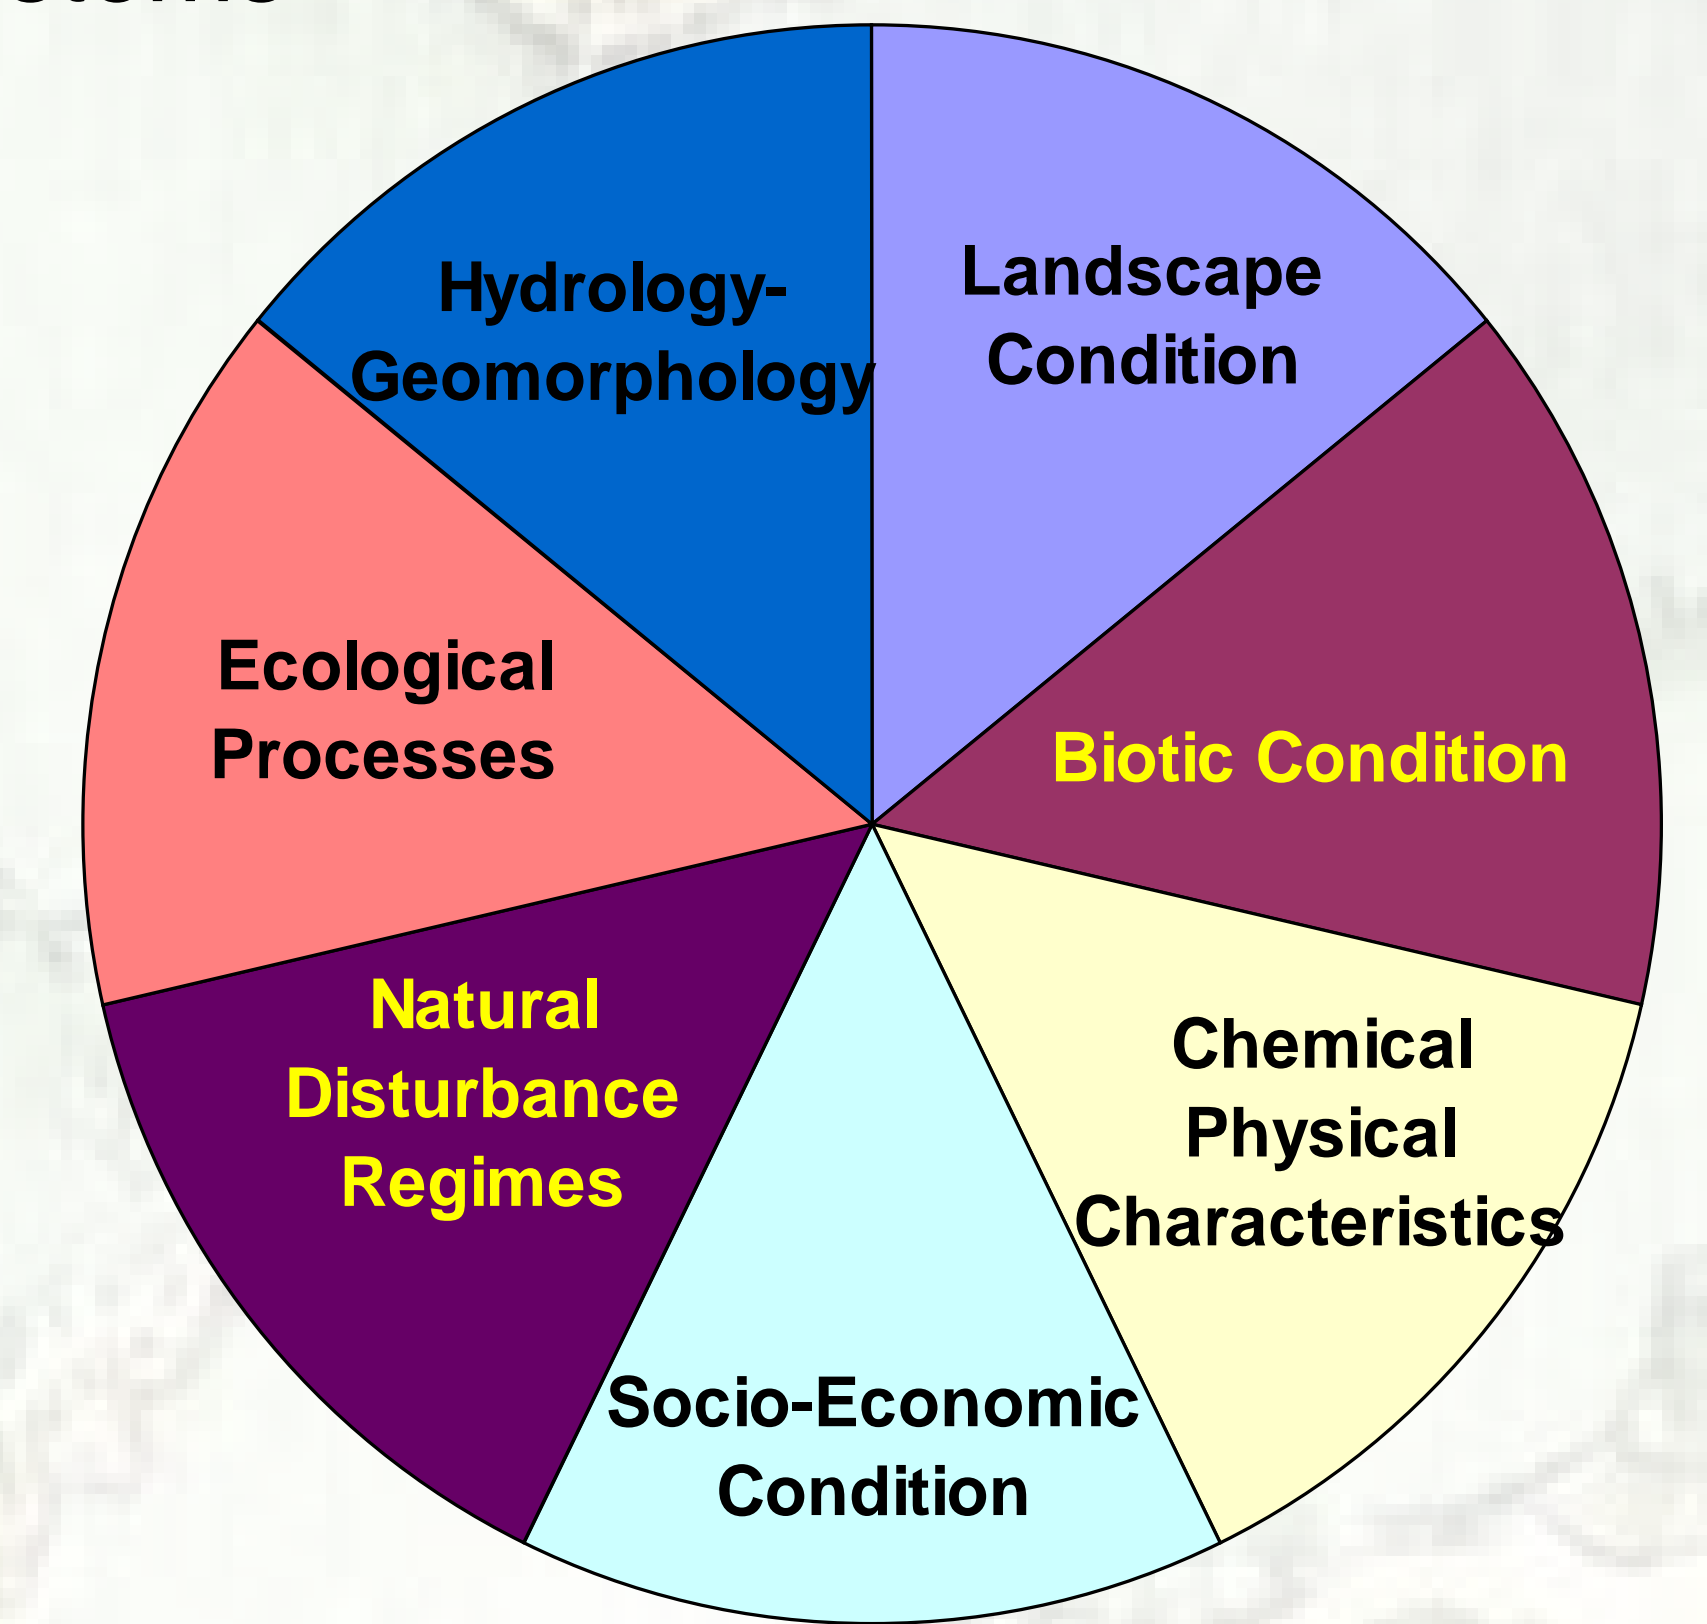 Hydrology-
Geomorphology
Landscape
Condition
Ecological
Processes
Biotic Condition
Natural
Disturbance
Regimes
Chemical
Physical
Characteristics
Socio-Economic
Condition